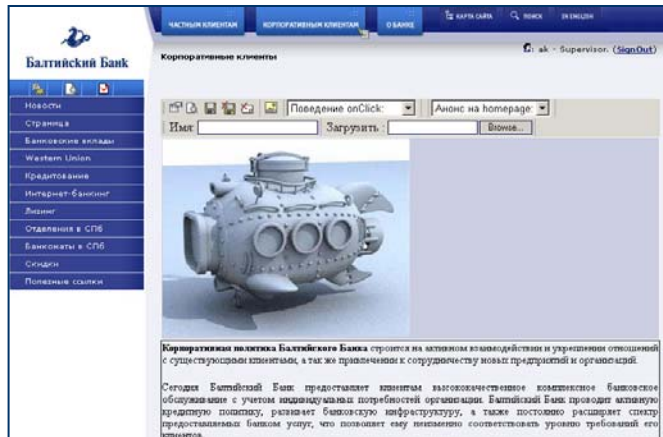 ЧАСТНЫМ КЛИЕНТАМ
КОРПОРАТИВНЫМ КЛИЕНТАМ
О БАНКЕ
КАРТА САЙТА
ПОИСК
IN ENGLISH
Балтийский Банк
Корпоративные клиенты
ak - Supervisor. (SignOut)
Новости
Страница
Банковские вклады
Western Union
Кредитование
Интернет-банкинг
Лизинг
Отделения в СПб
Банкоматы в СПб
Скидки
Полезные ссылки
Поведение onClick:
Анонс на homepage:
Имя:
Загрузить :
Browse...
Корпоративная политика Балтийского Банка строится на активном взаимодействии и укреплении отношений
с существующими клиентами, а так же привлечении к сотрудничеству новых предприятий и организаций.
Сегодня Балтийский Банк предоставляет клиентам высококачественное комплексное банковское
обслуживание с учетом индивидуальных потребностей организации. Балтийский Банк проводит активную
кредитную политику, развивает банковскую инфраструктуру, а также постоянно расширяет спектр
предоставляемых банком услуг, что позволяет ему неизменно соответствовать уровню требований его
клиентов.